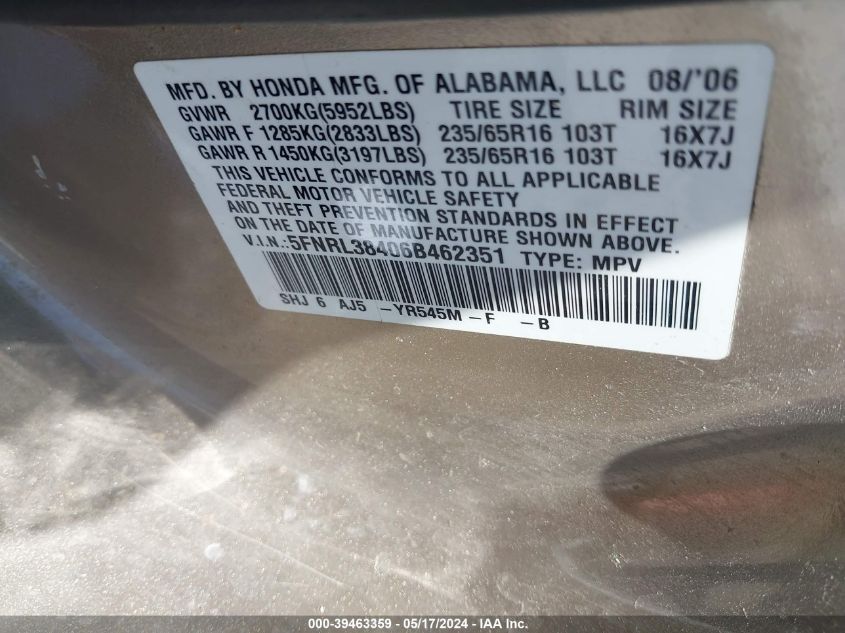 MFD. BY HONDA MFG. OF ALABAMA, LLC 08/'06
GVWR 2700KG(5952LBS) TIRE SIZE RIM SIZE
GAWR F 1285KG(2833LBS) 235/65R16 103T 16X7J
GAWR R 1450KG(3197LBS) 235/65R16 103T 16X7J
THIS VEHICLE CONFORMS TO ALL APPLICABLE
FEDERAL MOTOR VEHICLE SAFETY
AND THEFT PREVENTION STANDARDS IN EFFECT
ON THE DATE OF MANUFACTURE SHOWN ABOVE.
V.I.N.:5FNRL38406B462351 TYPE: MPV
SHJ 6 AJ5 -YR545M-F -B
000-39463359 - 05/17/2024 - IAA Inc.